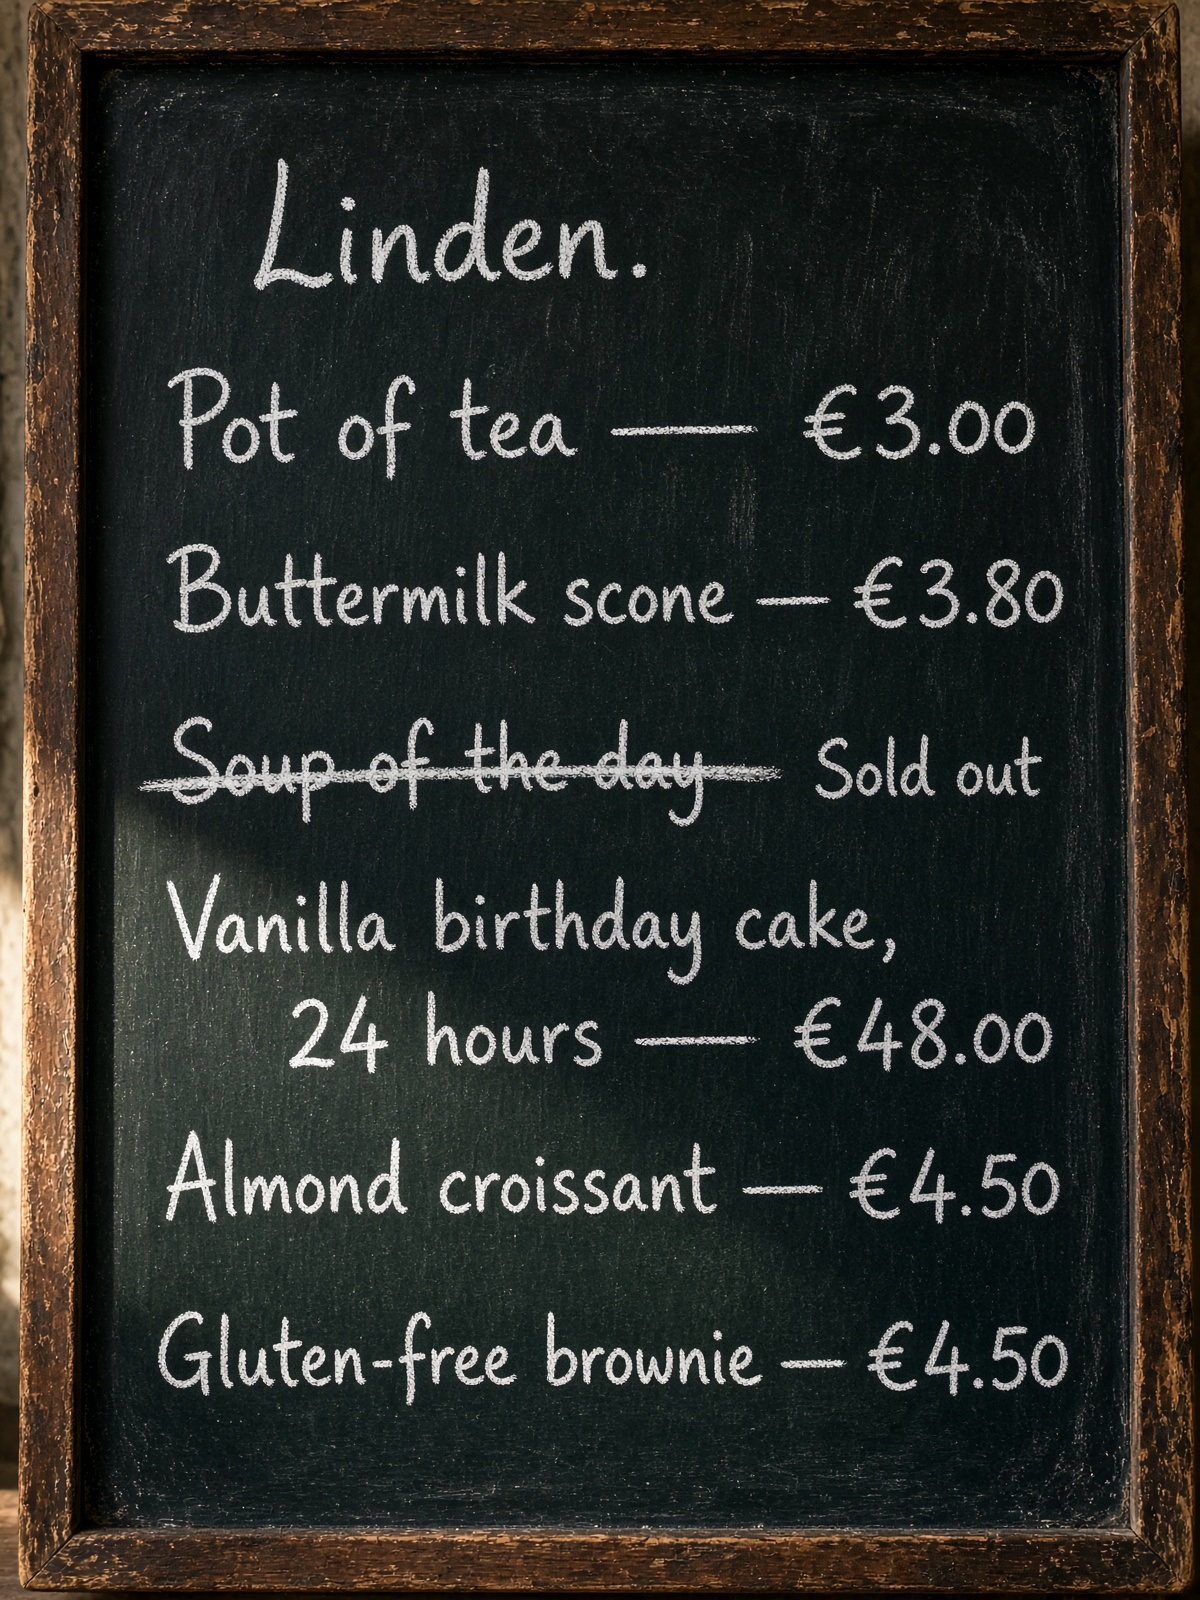 Linden.
Pot of tea — €3.00
Buttermilk scone — €3.80
Soup of the day Sold out
Vanilla birthday cake,
24 hours — €48.00
Almond croissant — €4.50
Gluten-free brownie — €4.50